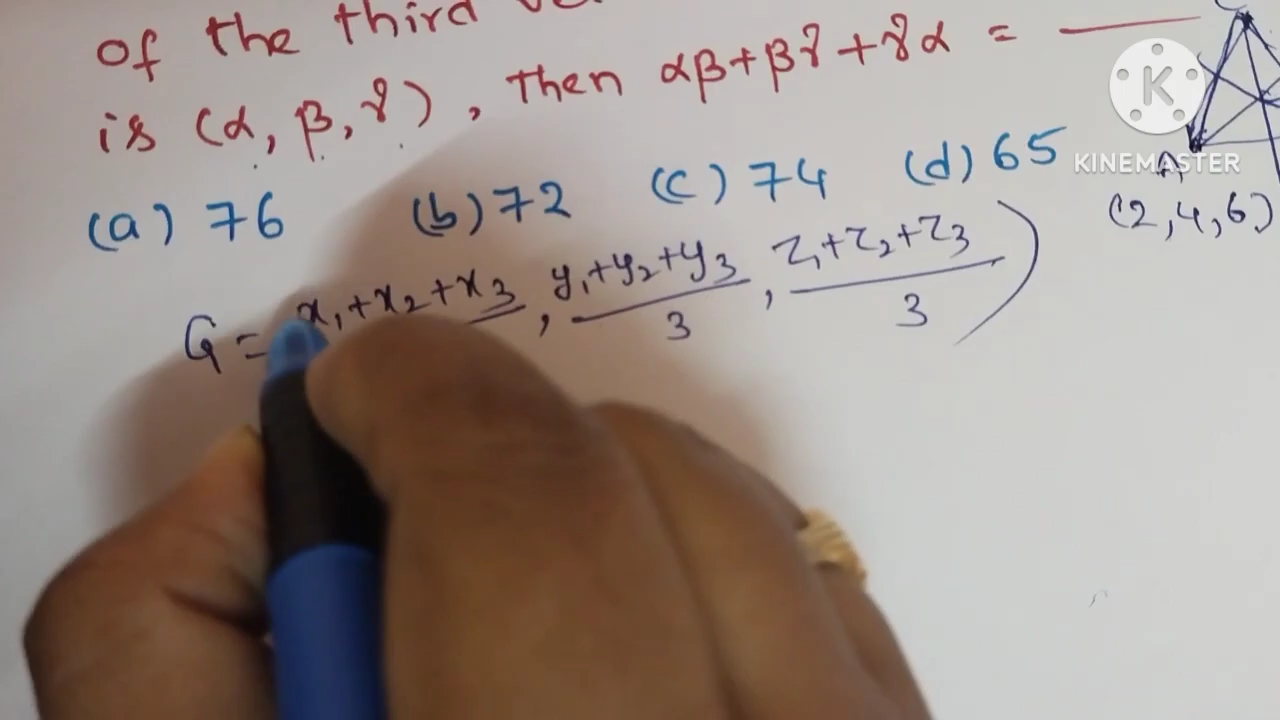 of the third
is (α, β, γ), Then αβ+βγ+γα = ___
(a) 76 (b) 72 (c) 74 (d) 65
KINEMASTER
A
(2,4,6)
G = x₁+x₂+x₃, y₁+y₂+y₃/3, z₁+z₂+z₃/3)